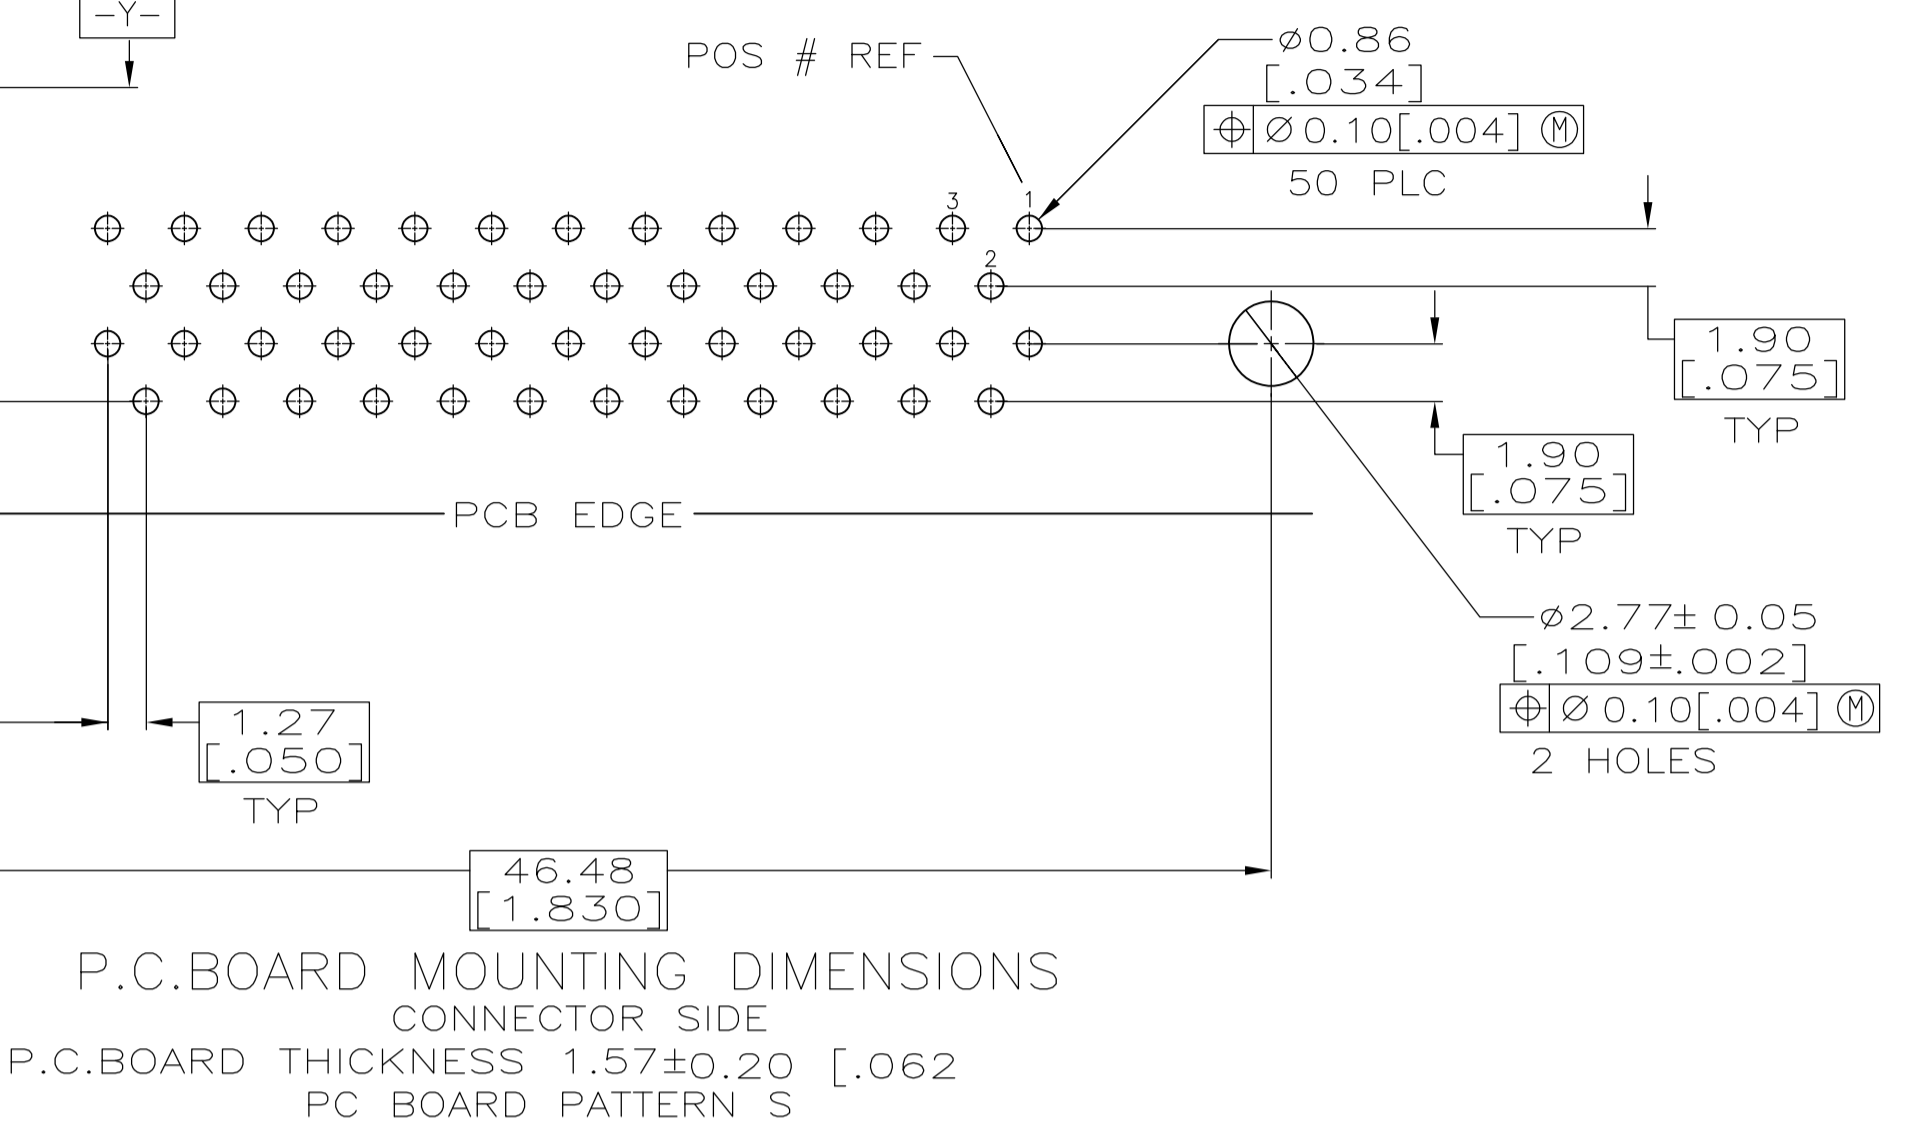 -Y-
POS # REF
⌀0.86
[.034]
⌖ ⌀ 0.10[.004] Ⓜ
50 PLC
3
1
2
1.90
[.075]
TYP
1.90
[.075]
TYP
PCB EDGE
⌀2.77± 0.05
[.109±.002]
⌖ ⌀ 0.10[.004] Ⓜ
2 HOLES
1.27
[.050]
TYP
46.48
[1.830]
P.C.BOARD MOUNTING DIMENSIONS
CONNECTOR SIDE
P.C.BOARD THICKNESS 1.57±0.20 [.062
PC BOARD PATTERN S